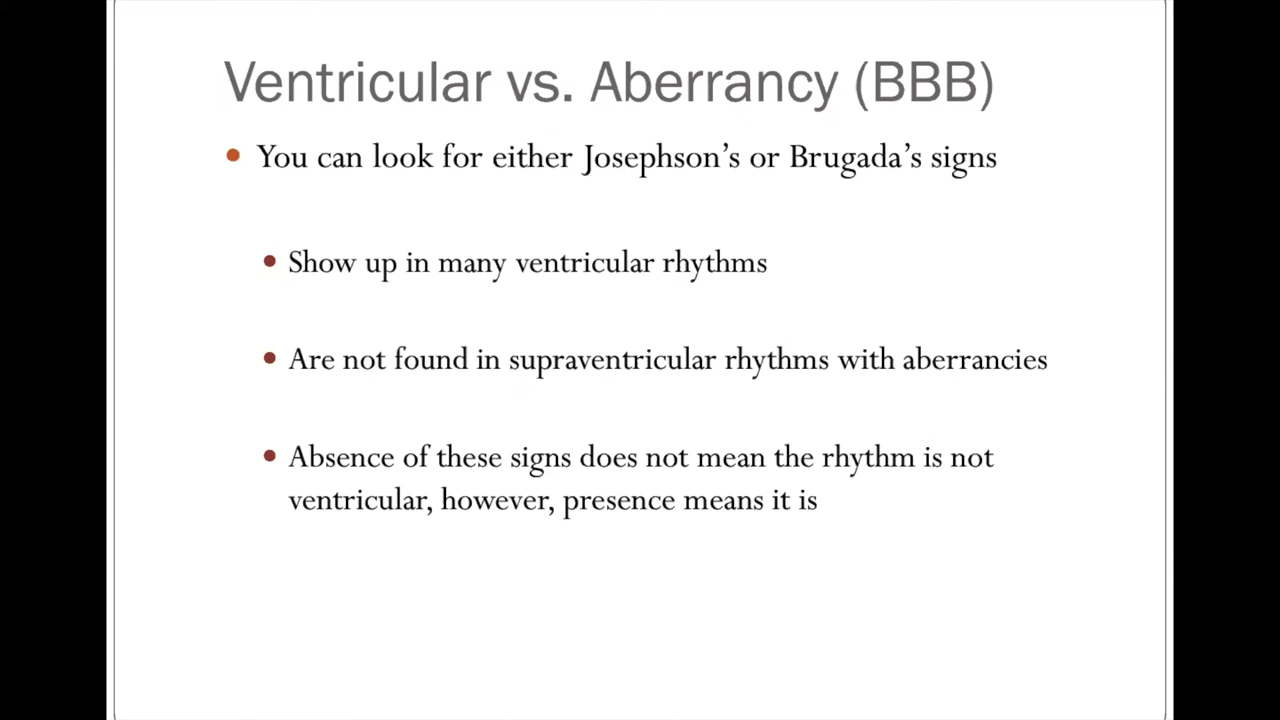 Ventricular vs. Aberrancy (BBB)
You can look for either Josephson’s or Brugada’s signs
Show up in many ventricular rhythms
Are not found in supraventricular rhythms with aberrancies
Absence of these signs does not mean the rhythm is not
ventricular, however, presence means it is